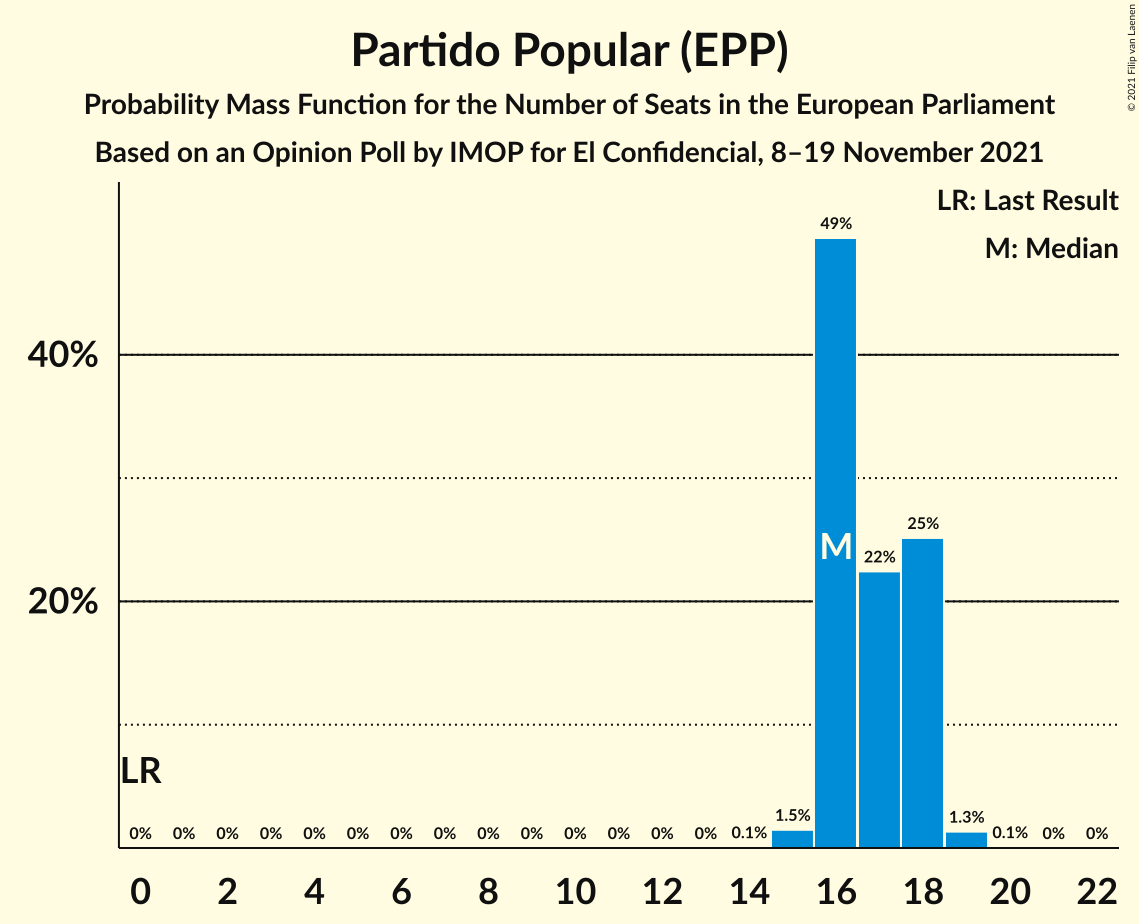 Partido Popular (EPP)
Probability Mass Function for the Number of Seats in the European Parliament
Based on an Opinion Poll by IMOP for El Confidencial, 8–19 November 2021
© 2021 Filip van Laenen
LR: Last Result
M: Median
49%
40%
M
25%
22%
20%
LR
0% 0% 0% 0% 0% 0% 0% 0% 0% 0% 0% 0% 0% 0% 0.1% 1.5% 1.3% 0.1% 0% 0%
0 2 4 6 8 10 12 14 16 18 20 22